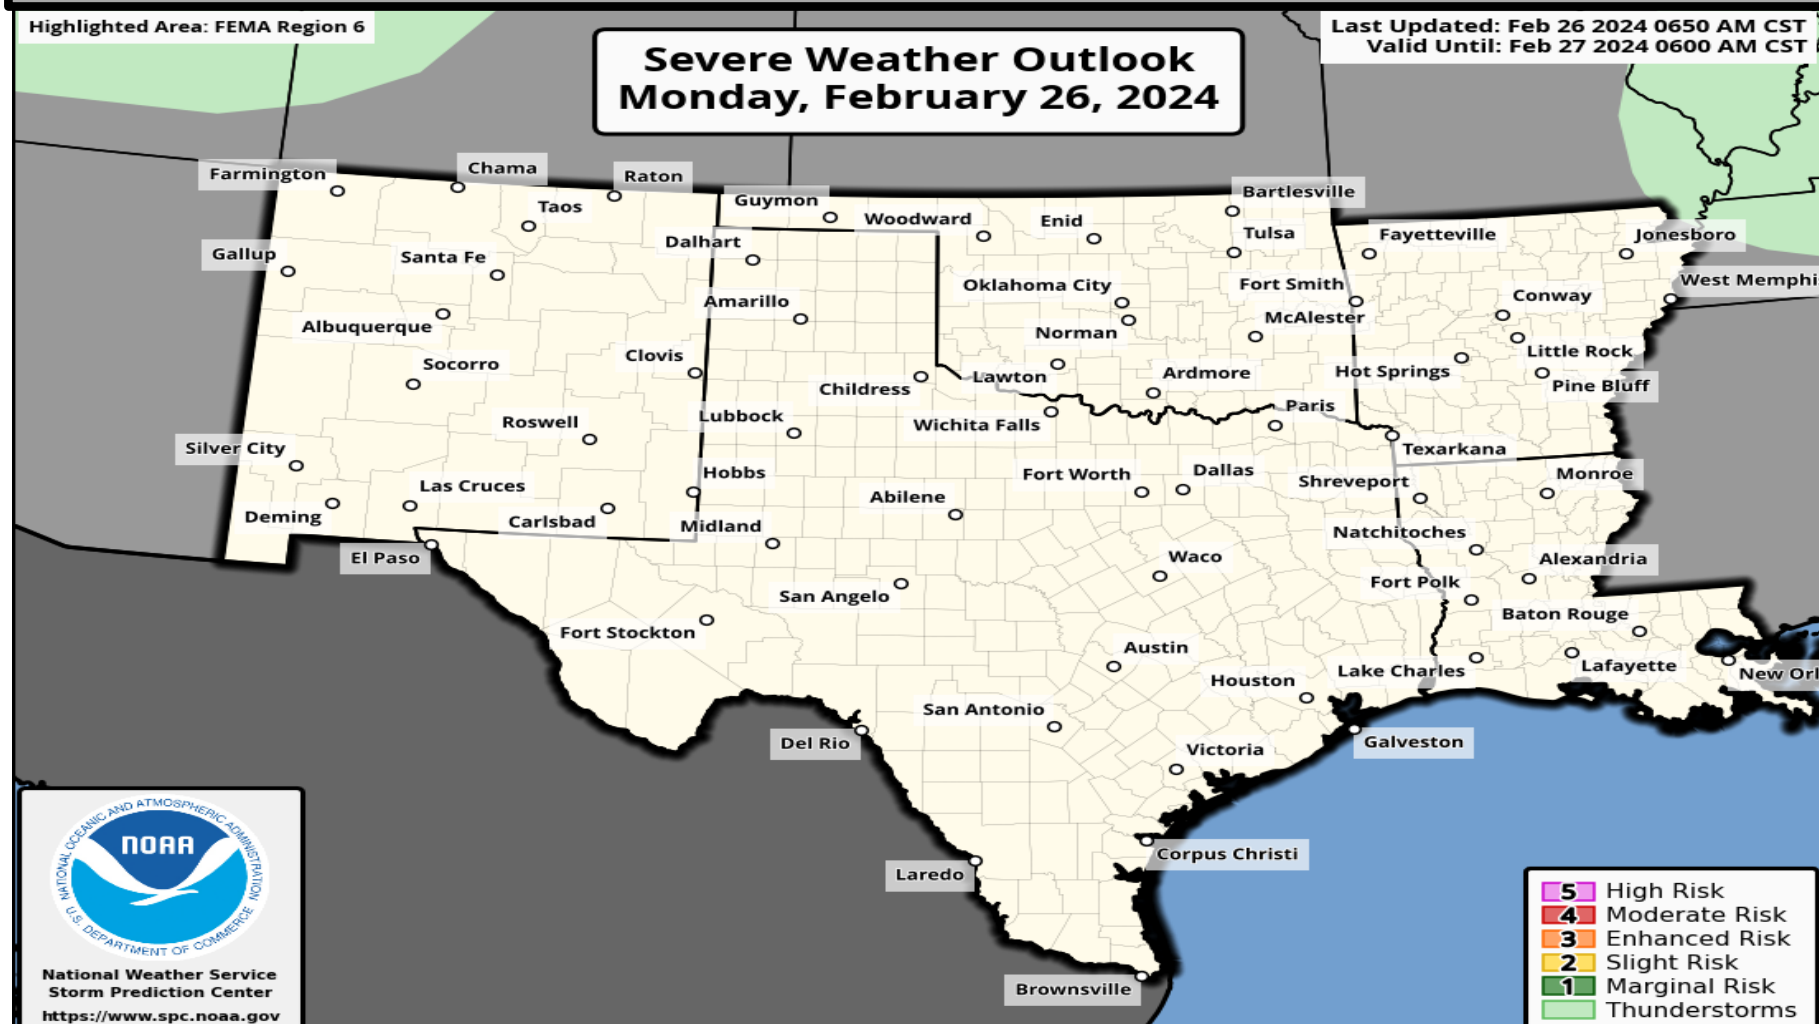 Highlighted Area: FEMA Region 6
Severe Weather Outlook
Monday, February 26, 2024
Last Updated: Feb 26 2024 0650 AM CST
Valid Until: Feb 27 2024 0600 AM CST
Farmington
Chama
Raton
Taos
Guymon
Woodward
Enid
Bartlesville
Tulsa
Fayetteville
Jonesboro
Gallup
Santa Fe
Dalhart
Oklahoma City
Fort Smith
Conway
West Memphi
Albuquerque
Amarillo
Norman
McAlester
Little Rock
Socorro
Clovis
Childress
Lawton
Ardmore
Hot Springs
Pine Bluff
Roswell
Lubbock
Wichita Falls
Paris
Texarkana
Silver City
Las Cruces
Hobbs
Abilene
Fort Worth
Dallas
Shreveport
Monroe
Deming
Carlsbad
Midland
Natchitoches
El Paso
San Angelo
Waco
Fort Polk
Alexandria
Fort Stockton
Austin
Baton Rouge
Houston
Lake Charles
Lafayette
New Orl
San Antonio
Del Rio
Victoria
Galveston
Laredo
Corpus Christi
Brownsville
NATIONAL OCEANIC AND ATMOSPHERIC ADMINISTRATION
NOAA
U.S. DEPARTMENT OF COMMERCE
National Weather Service
Storm Prediction Center
https://www.spc.noaa.gov
5 High Risk
4 Moderate Risk
3 Enhanced Risk
2 Slight Risk
1 Marginal Risk
Thunderstorms